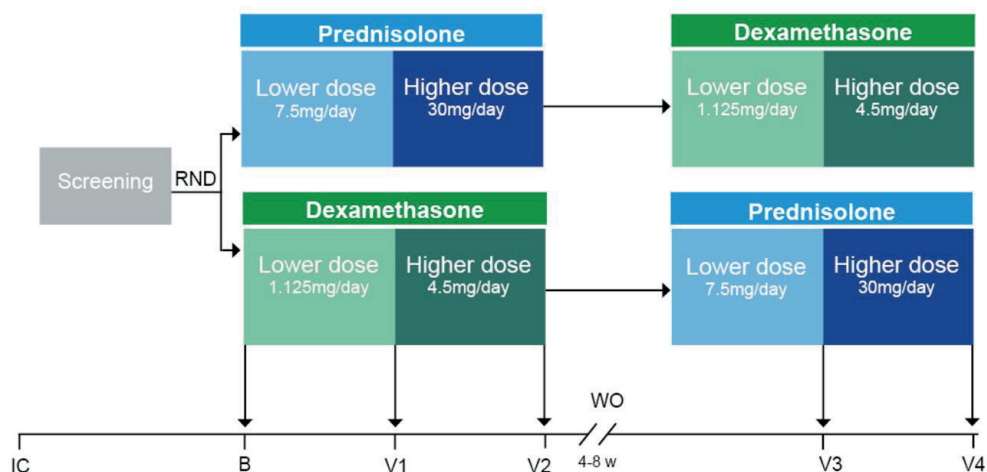 Prednisolone
Lower dose
7.5mg/day
Higher dose
30mg/day
Dexamethasone
Lower dose
1.125mg/day
Higher dose
4.5mg/day
Screening
RND
Dexamethasone
Lower dose
1.125mg/day
Higher dose
4.5mg/day
Prednisolone
Lower dose
7.5mg/day
Higher dose
30mg/day
WO
IC
B
V1
V2
4-8 w
V3
V4